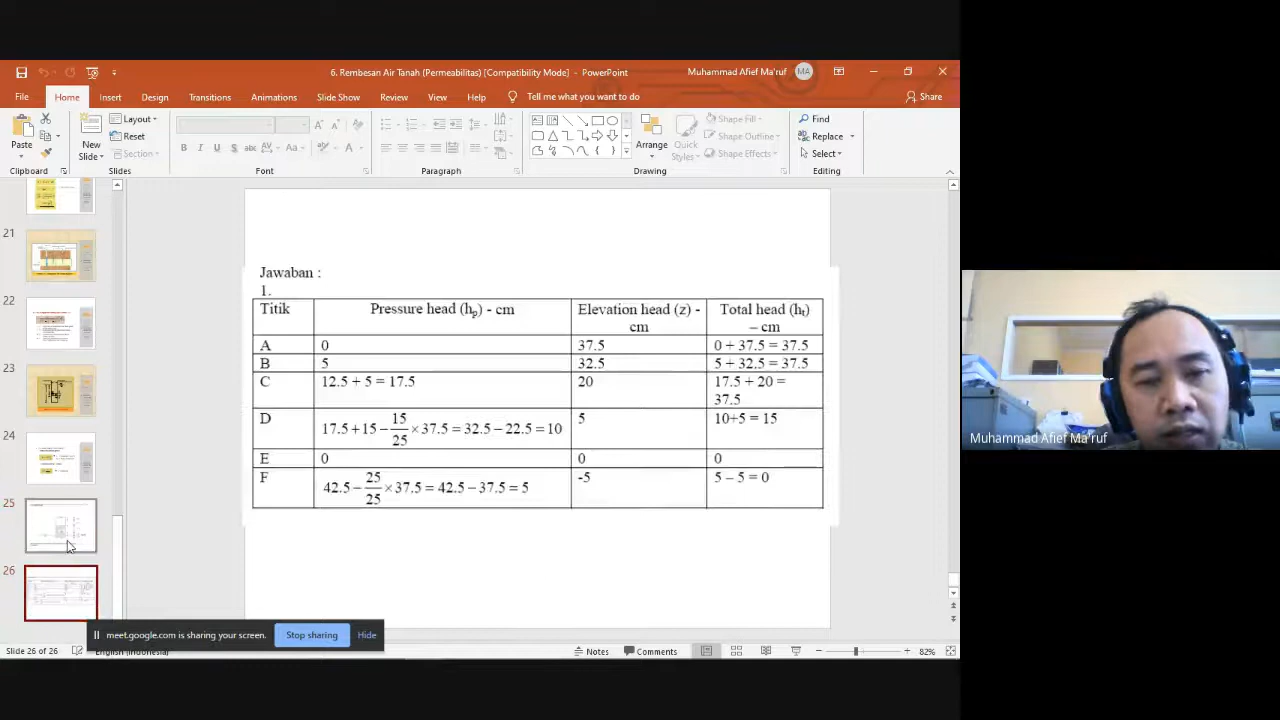 6. Rembesan Air Tanah (Permeabilitas) [Compatibility Mode] - PowerPoint
Muhammad Afief Ma'ruf MA
File Home Insert Design Transitions Animations Slide Show Review View Help Tell me what you want to do Share
Paste
New
Slide
Layout
Reset
Section
Arrange
Quick
Styles
Shape Fill
Shape Outline
Shape Effects
Find
Replace
Select
Clipboard Slides Font Paragraph Drawing Editing
21
22
23
24
25
26
Jawaban :
1.
Titik Pressure head (hp) - cm Elevation head (z) - cm Total head (ht) – cm
A 0 37.5 0 + 37.5 = 37.5
B 5 32.5 5 + 32.5 = 37.5
C 12.5 + 5 = 17.5 20 17.5 + 20 = 37.5
D 17.5 + 15 − 15/25 × 37.5 = 32.5 − 22.5 = 10 5 10+5 = 15
E 0 0 0
F 42.5 − 25/25 × 37.5 = 42.5 − 37.5 = 5 -5 5 – 5 = 0
Muhammad Afief Ma'ruf
meet.google.com is sharing your screen. Stop sharing Hide
Slide 26 of 26 English (Indonesia) Notes Comments 82%